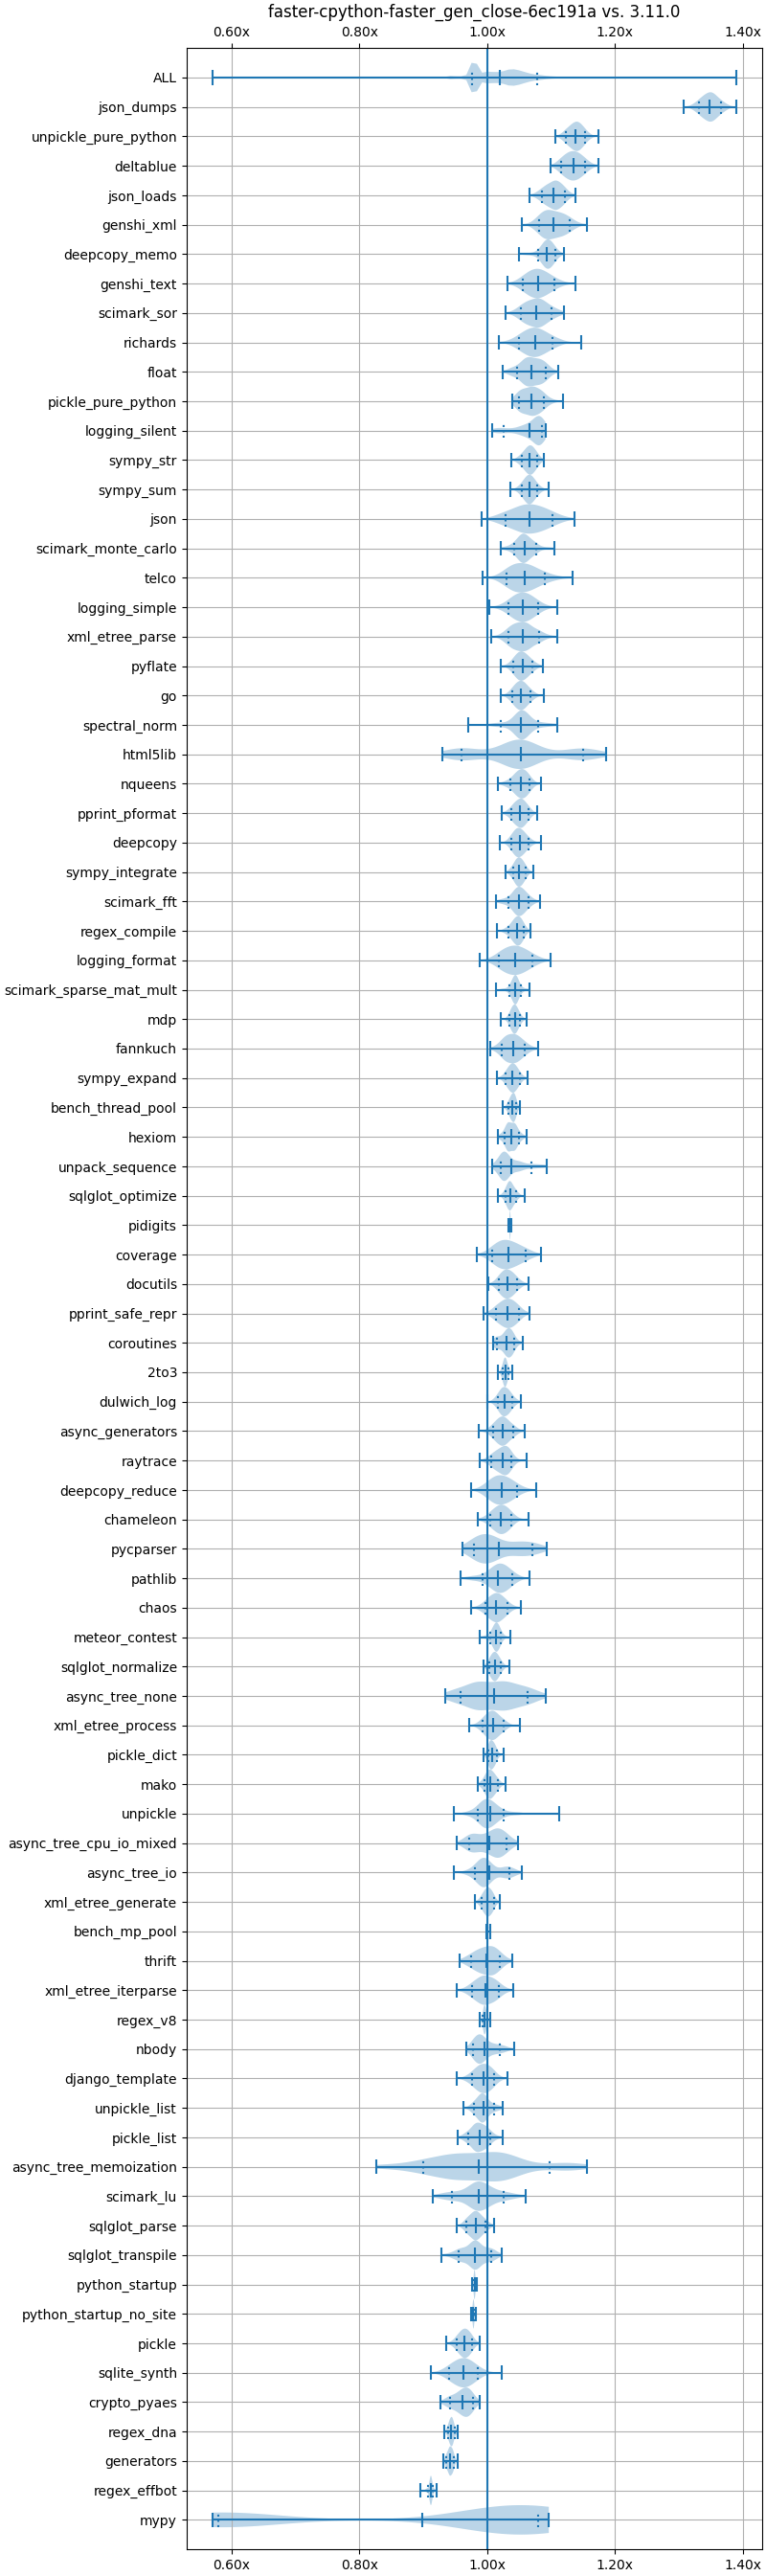 faster-cpython-faster_gen_close-6ec191a vs. 3.11.0
0.60x 0.80x 1.00x 1.20x 1.40x
ALL
json_dumps
unpickle_pure_python
deltablue
json_loads
genshi_xml
deepcopy_memo
genshi_text
scimark_sor
richards
float
pickle_pure_python
logging_silent
sympy_str
sympy_sum
json
scimark_monte_carlo
telco
logging_simple
xml_etree_parse
pyflate
go
spectral_norm
html5lib
nqueens
pprint_pformat
deepcopy
sympy_integrate
scimark_fft
regex_compile
logging_format
scimark_sparse_mat_mult
mdp
fannkuch
sympy_expand
bench_thread_pool
hexiom
unpack_sequence
sqlglot_optimize
pidigits
coverage
docutils
pprint_safe_repr
coroutines
2to3
dulwich_log
async_generators
raytrace
deepcopy_reduce
chameleon
pycparser
pathlib
chaos
meteor_contest
sqlglot_normalize
async_tree_none
xml_etree_process
pickle_dict
mako
unpickle
async_tree_cpu_io_mixed
async_tree_io
xml_etree_generate
bench_mp_pool
thrift
xml_etree_iterparse
regex_v8
nbody
django_template
unpickle_list
pickle_list
async_tree_memoization
scimark_lu
sqlglot_parse
sqlglot_transpile
python_startup
python_startup_no_site
pickle
sqlite_synth
crypto_pyaes
regex_dna
generators
regex_effbot
mypy
0.60x 0.80x 1.00x 1.20x 1.40x